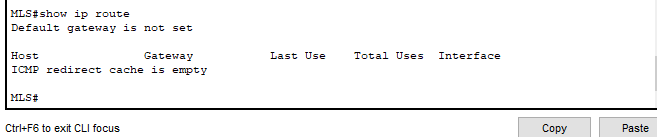 MLS#show ip route
Default gateway is not set
Host Gateway Last Use Total Uses Interface
ICMP redirect cache is empty
MLS#
Ctrl+F6 to exit CLI focus
Copy Paste